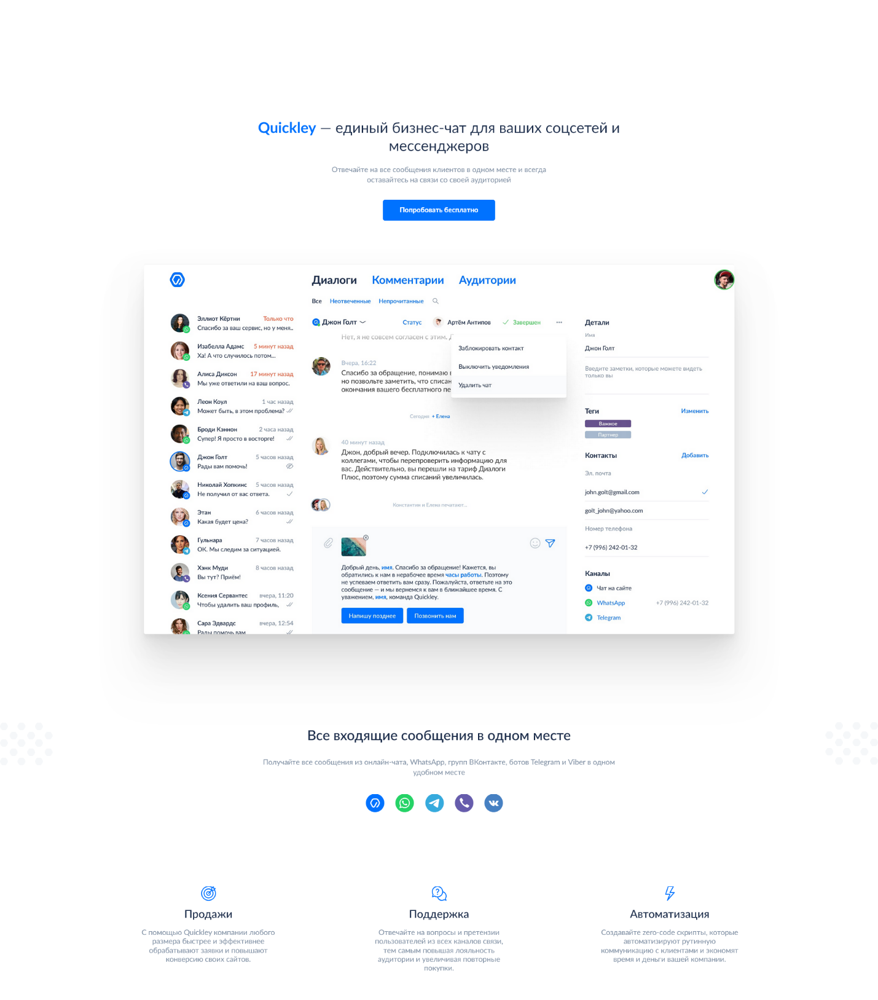 Quickley — единый бизнес-чат для ваших соцсетей и
мессенджеров
Отвечайте на все сообщения клиентов в одном месте и всегда
оставайтесь на связи со своей аудиторией
Попробовать бесплатно
Диалоги Комментарии Аудитории
Все Неотвеченные Непрочитанные
Эллиот Кёртни Только что
Спасибо за ваш сервис, но у меня..
Изабелла Адамс 5 минут назад
Ха! А что случилось потом...
Алиса Диксон 17 минут назад
Мы уже ответили на ваш вопрос.
Леон Коул 1 час назад
Может быть, в этом проблема?
Броди Кэннон 2 часа назад
Супер! Я просто в восторге!
Джон Голт 5 часов назад
Рады вам помочь!
Николай Хопкинс 5 часов назад
Не получил от вас ответа.
Этан 6 часов назад
Какая будет цена?
Гульнара 7 часов назад
ОК. Мы следим за ситуацией.
Хэнк Муди 8 часов назад
Вы тут? Приём!
Ксения Сервантес вчера, 11:20
Чтобы удалить ваш профиль,
Сара Эдвардс вчера, 12:54
Рады помочь вам
Джон Голт Статус Артём Антипов Завершен
Нет, я не совсем согласен с этим.
Заблокировать контакт
Выключить уведомления
Удалить чат
Вчера, 16:22
Спасибо за обращение, понимаю
но позвольте заметить, что списан
окончания вашего бесплатного пе
Сегодня + Елена
40 минут назад
Джон, добрый вечер. Подключилась к чату с
коллегами, чтобы перепроверить информацию для
вас. Действительно, вы перешли на тариф Диалоги
Плюс, поэтому сумма списаний увеличилась.
Константин и Елена печатают...
Добрый день, имя. Спасибо за обращение! Кажется, вы
обратились к нам в нерабочее время часы работы. Поэтому
не успеваем ответить вам сразу. Пожалуйста, ответьте на это
сообщение — и мы вернемся к вам в ближайшее время. С
уважением, имя, команда Quickley.
Напишу позднее Позвонить нам
Детали
Имя
Джон Голт
Введите заметки, которые можете видеть
только вы
Теги Изменить
Важное
Партнер
Контакты Добавить
Эл. почта
john.golt@gmail.com
golt_john@yahoo.com
Номер телефона
+7 (996) 242-01-32
Каналы
Чат на сайте
WhatsApp +7 (996) 242-01-32
Telegram
Все входящие сообщения в одном месте
Получайте все сообщения из онлайн-чата, WhatsApp, групп ВКонтакте, ботов Telegram и Viber в одном
удобном месте
Продажи
С помощью Quickley компании любого
размера быстрее и эффективнее
обрабатывают заявки и повышают
конверсию своих сайтов.
Поддержка
Отвечайте на вопросы и претензии
пользователей из всех каналов связи,
тем самым повышая лояльность
аудитории и увеличивая повторные
покупки.
Автоматизация
Создавайте zero-code скрипты, которые
автоматизируют рутинную
коммуникацию с клиентами и экономят
время и деньги вашей компании.